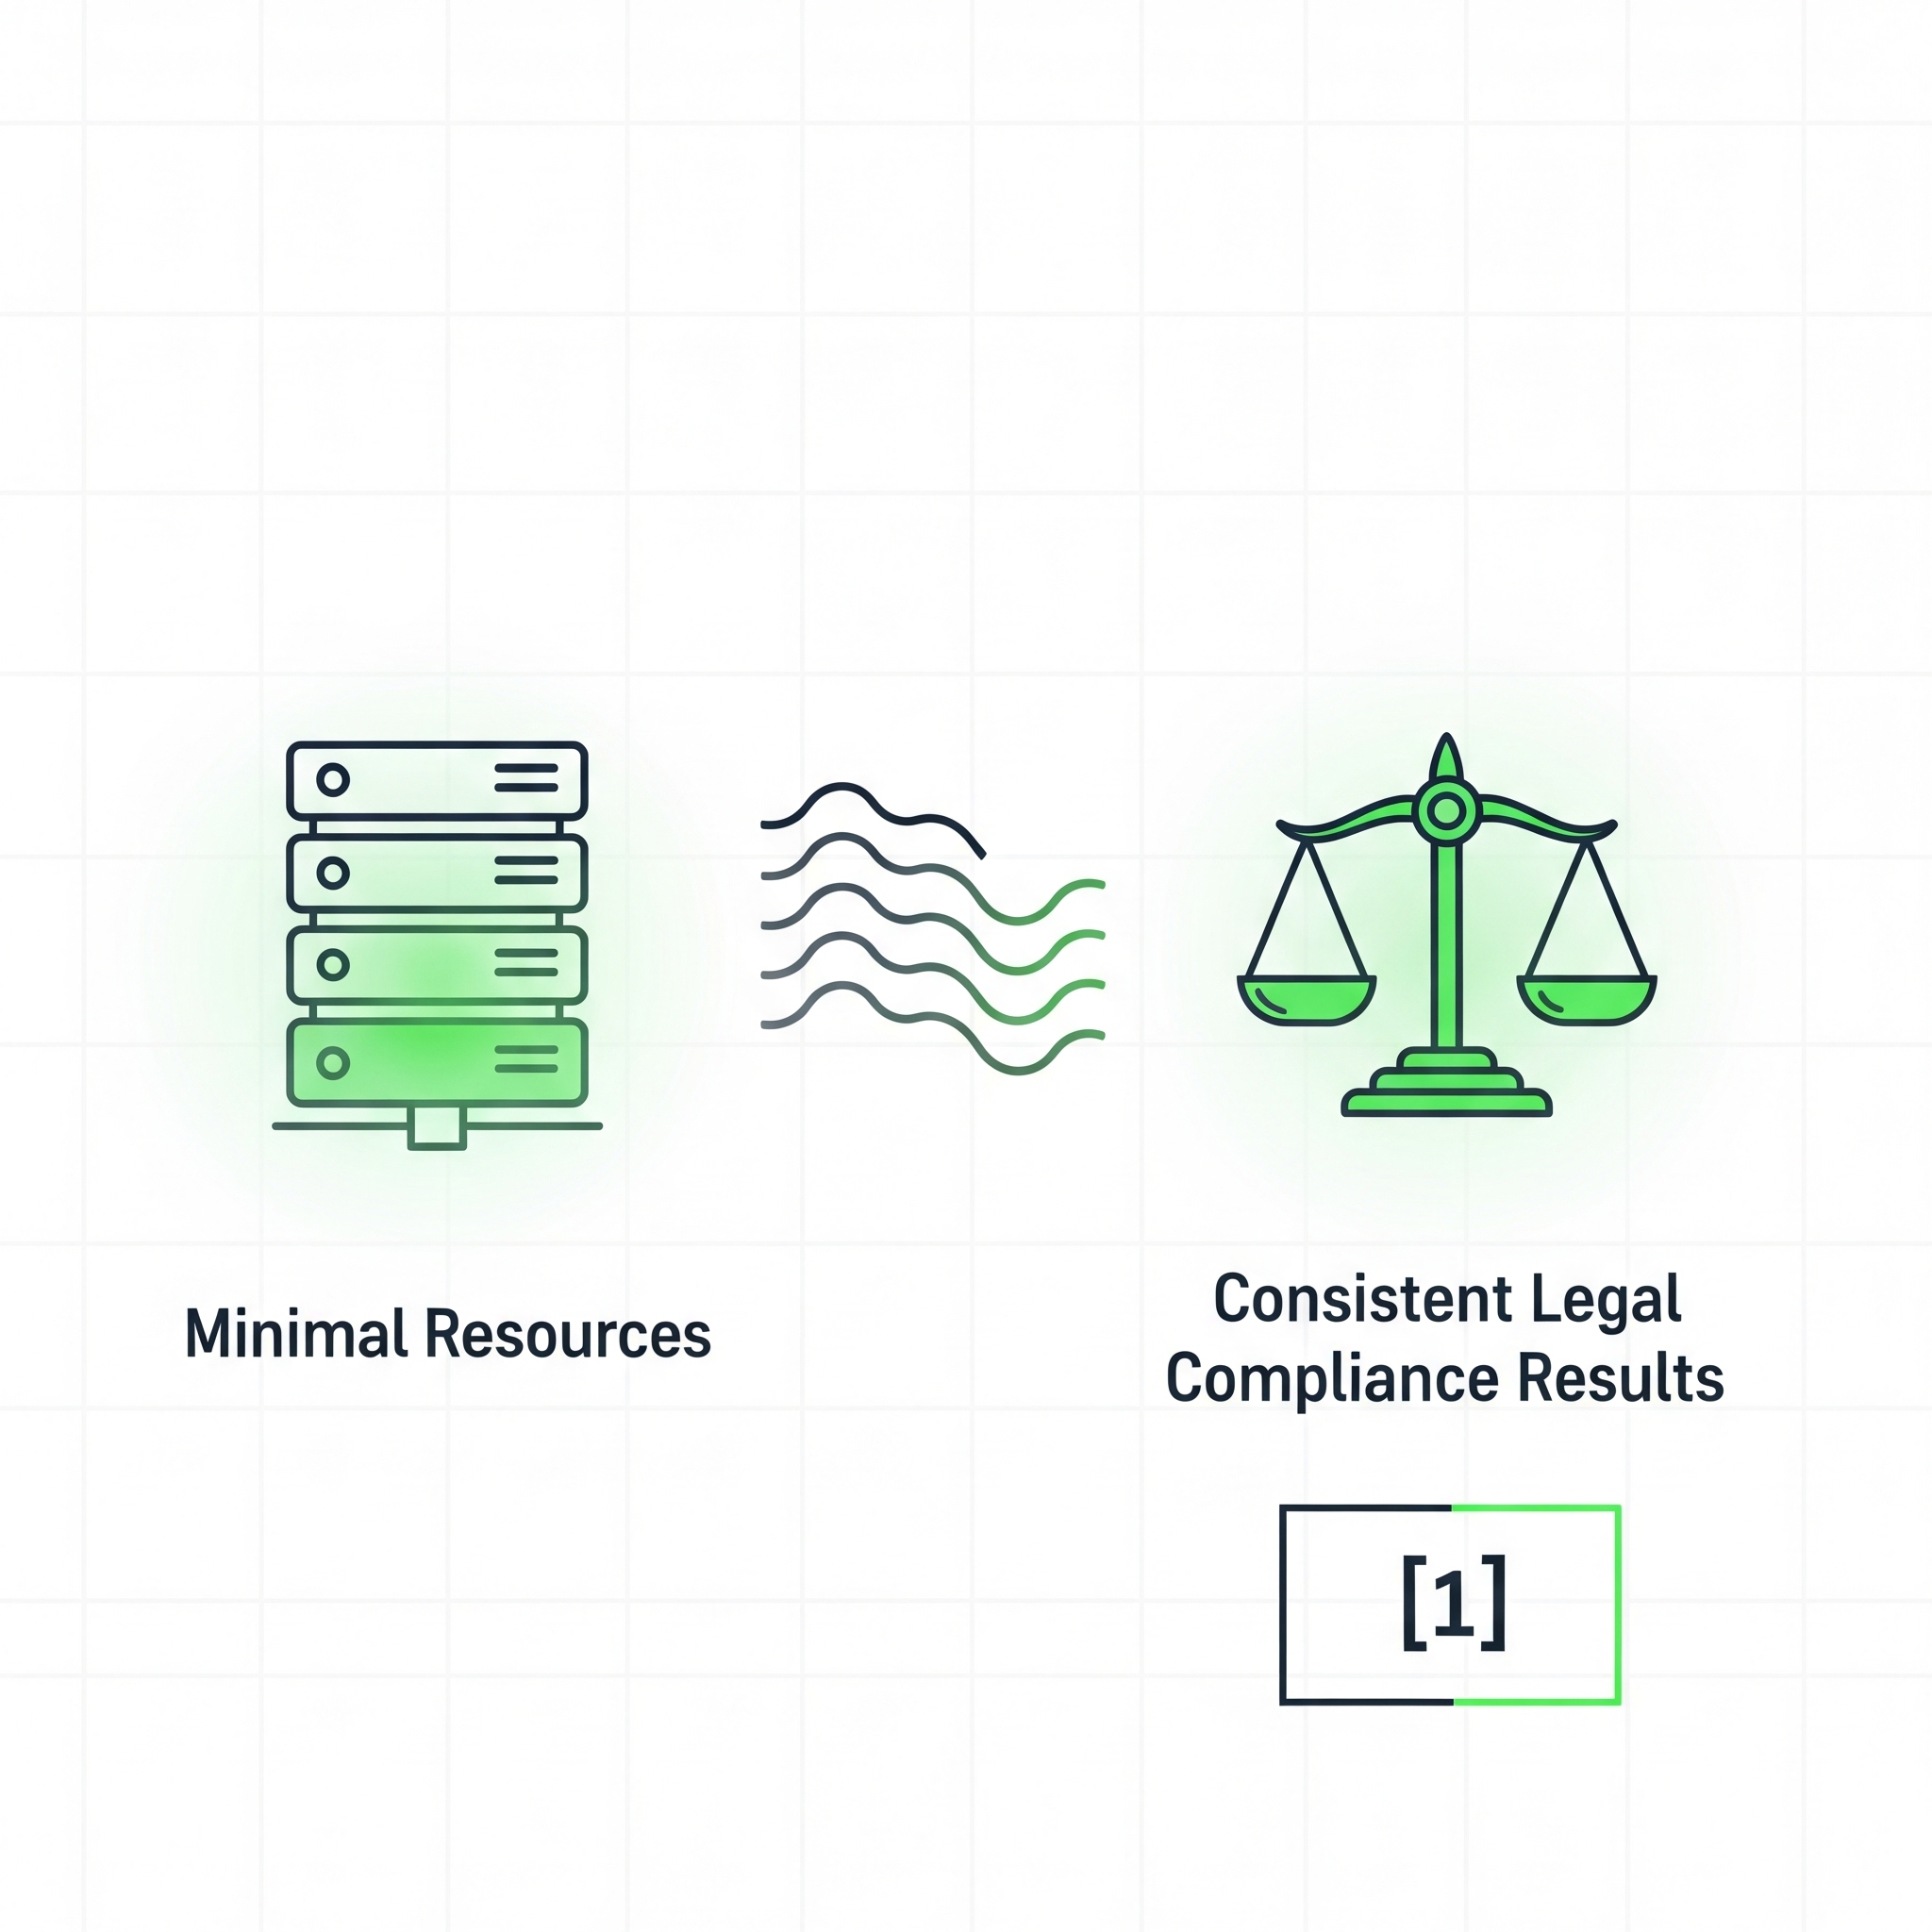 Minimal Resources
Consistent Legal
Compliance Results
[1]